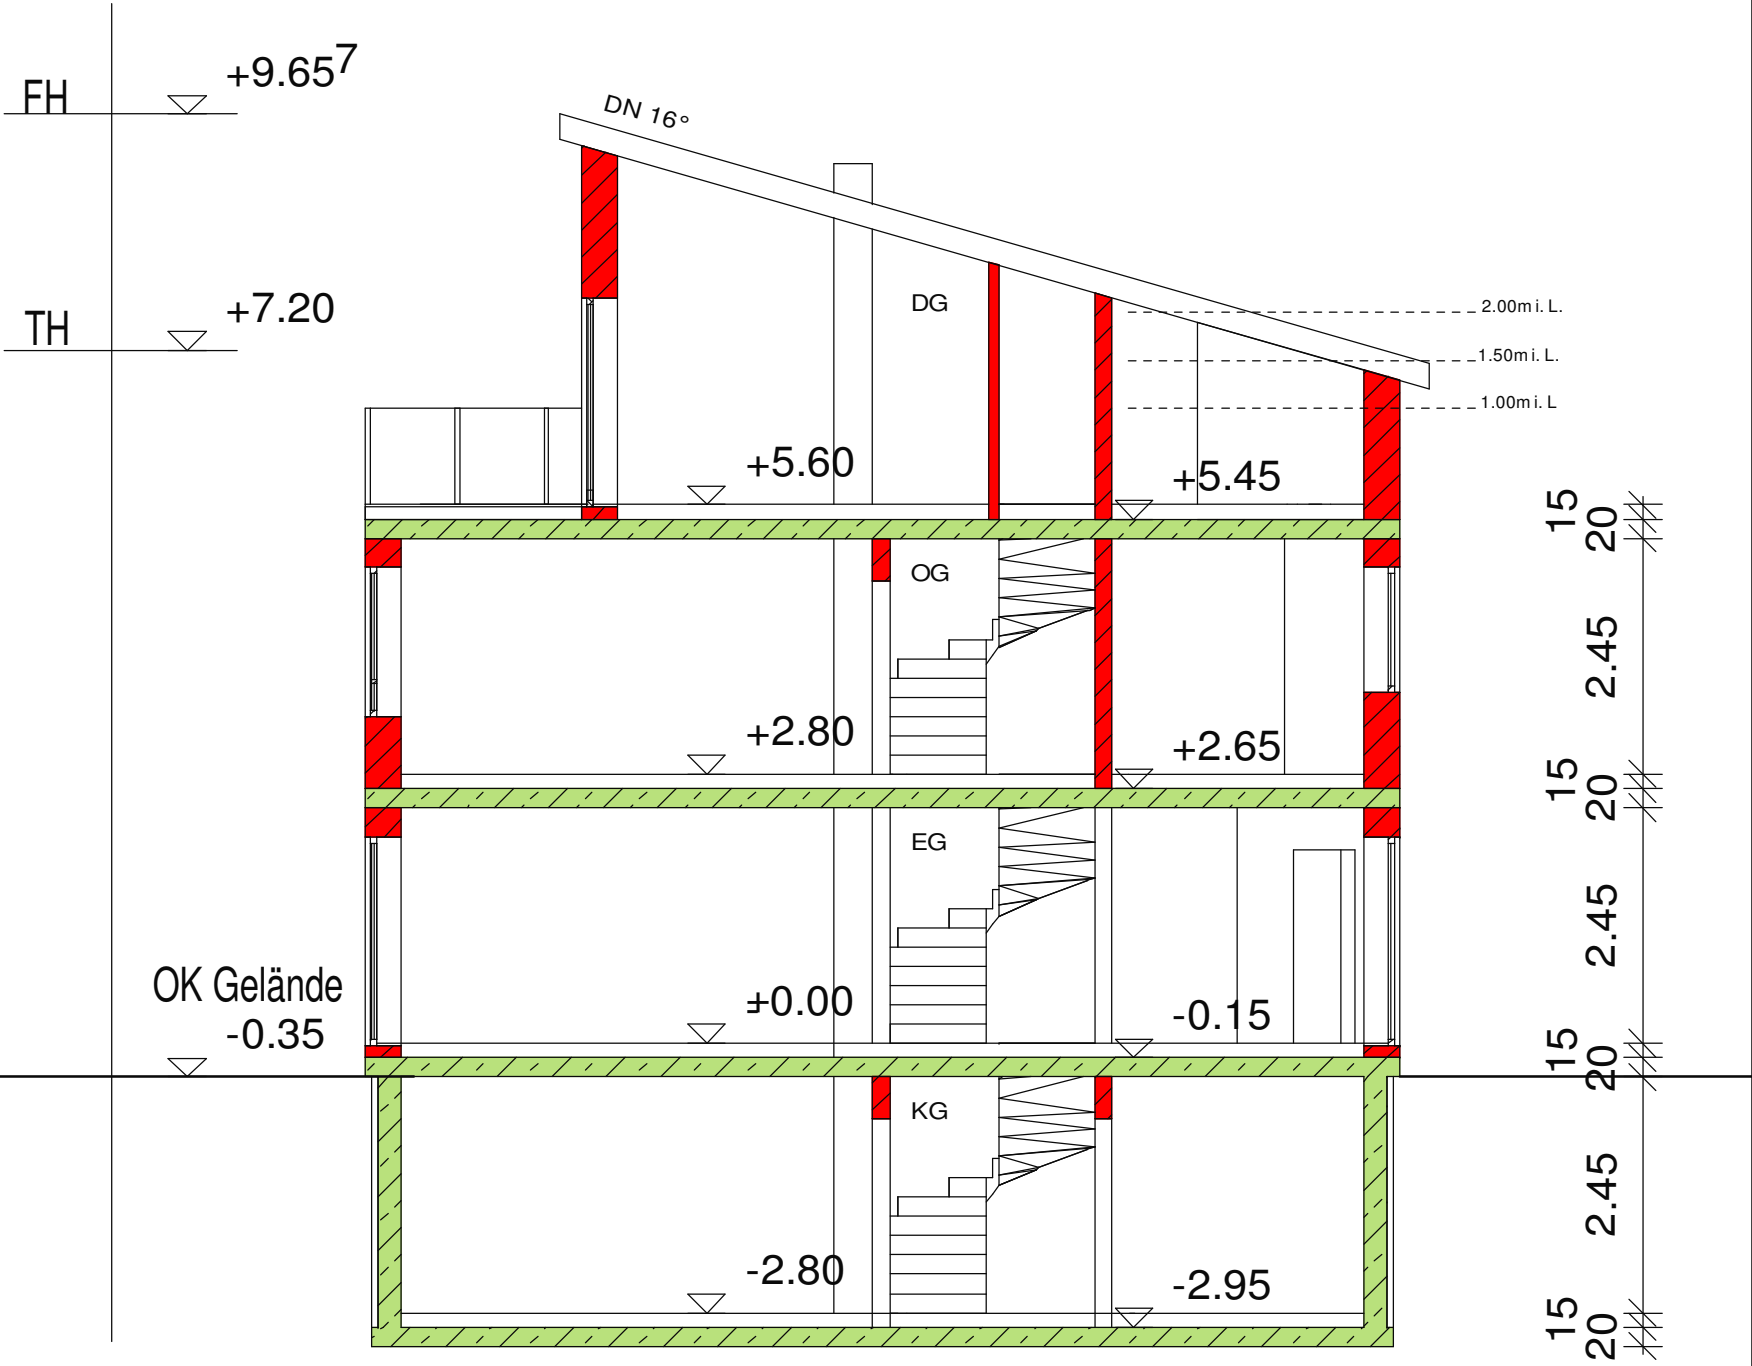 +9.657
FH
DN 16°
+7.20
TH
DG
2.00m i. L.
1.50m i. L.
1.00m i. L
+5.60
+5.45
15
20
OG
2.45
+2.80
+2.65
15
20
EG
2.45
OK Gelände
-0.35
±0.00
-0.15
15
20
KG
2.45
-2.80
-2.95
15
20